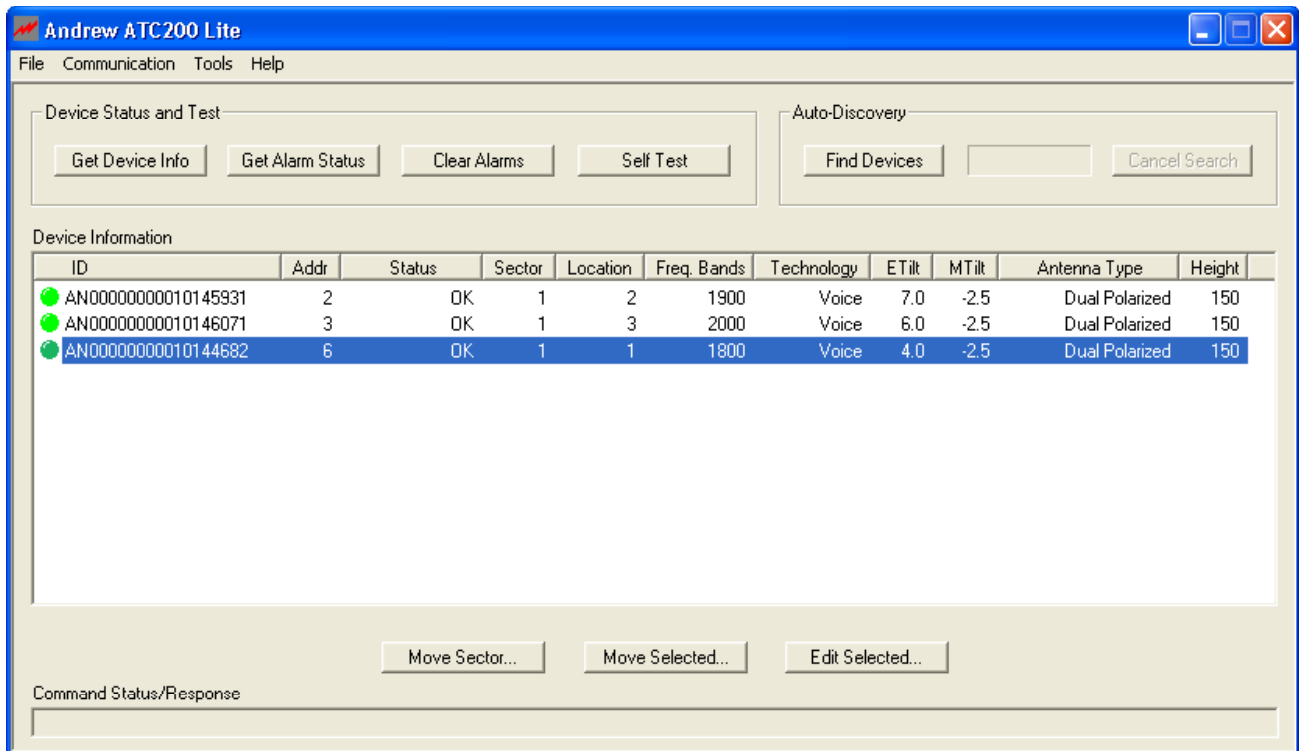 Andrew ATC200 Lite
File Communication Tools Help
Device Status and Test Auto-Discovery
Get Device Info Get Alarm Status Clear Alarms Self Test Find Devices Cancel Search
Device Information
ID Addr Status Sector Location Freq. Bands Technology ETilt MTilt Antenna Type Height
AN00000000010145931 2 OK 1 2 1900 Voice 7.0 -2.5 Dual Polarized 150
AN00000000010146071 3 OK 1 3 2000 Voice 6.0 -2.5 Dual Polarized 150
AN00000000010144682 6 OK 1 1 1800 Voice 4.0 -2.5 Dual Polarized 150
Move Sector... Move Selected... Edit Selected...
Command Status/Response